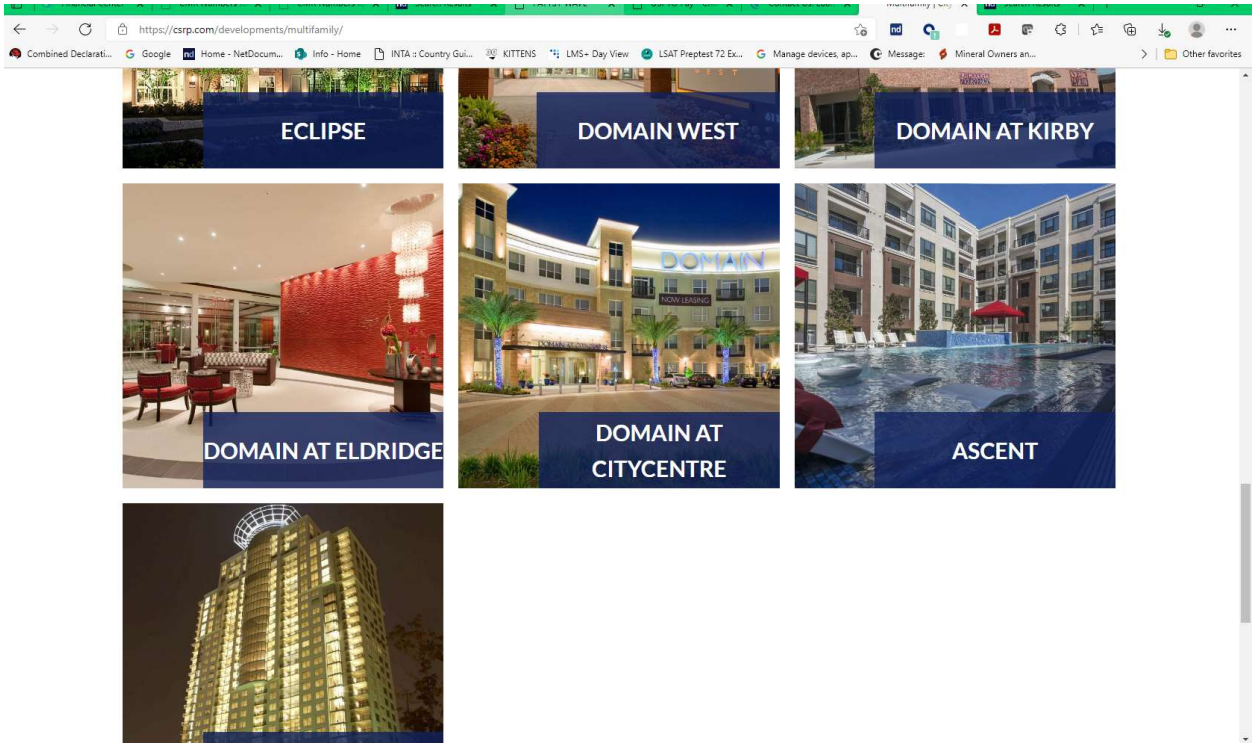 https://csrp.com/developments/multifamily/
Combined Declarati...
Google
Home - NetDocum...
Info - Home
INTA :: Country Gui...
KITTENS
LMS+ Day View
LSAT Preptest 72 Ex...
Manage devices, ap...
Message:
Mineral Owners an...
Other favorites
ECLIPSE
DOMAIN WEST
DOMAIN AT KIRBY
DOMAIN
NOW LEASING
DOMAIN AT ELDRIDGE
DOMAIN AT
CITYCENTRE
ASCENT